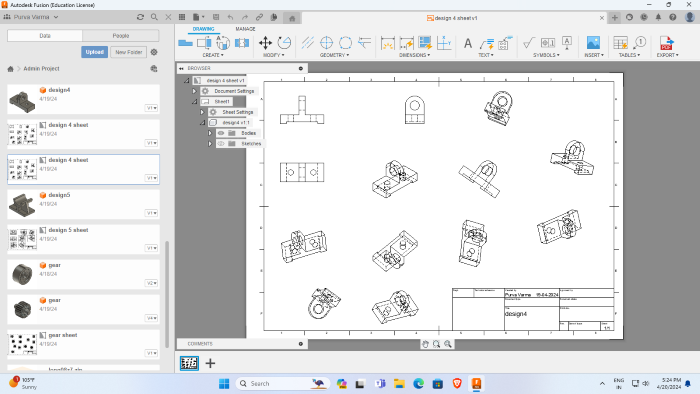 Autodesk Fusion (Education License)
Purva Varma
design 4 sheet v1
Data
People
DRAWING
MANAGE
Upload
New Folder
CREATE
MODIFY
GEOMETRY
DIMENSIONS
TEXT
SYMBOLS
INSERT
TABLES
EXPORT
Admin Project
BROWSER
design4
4/19/24
V1
design 4 sheet
4/19/24
V1
design 4 sheet
4/19/24
V1
design5
4/19/24
V1
design 5 sheet
4/19/24
V1
gear
4/18/24
V2
gear
4/18/24
V4
gear sheet
4/19/24
V1
design 4 sheet v1
Document Settings
Sheet1
Sheet Settings
design4 v1:1
Bodies
Sketches
Purva Varma 19-04-2024
design4
1/1
COMMENTS
105°F
Sunny
Search
ENG
IN
5:24 PM
4/20/2024